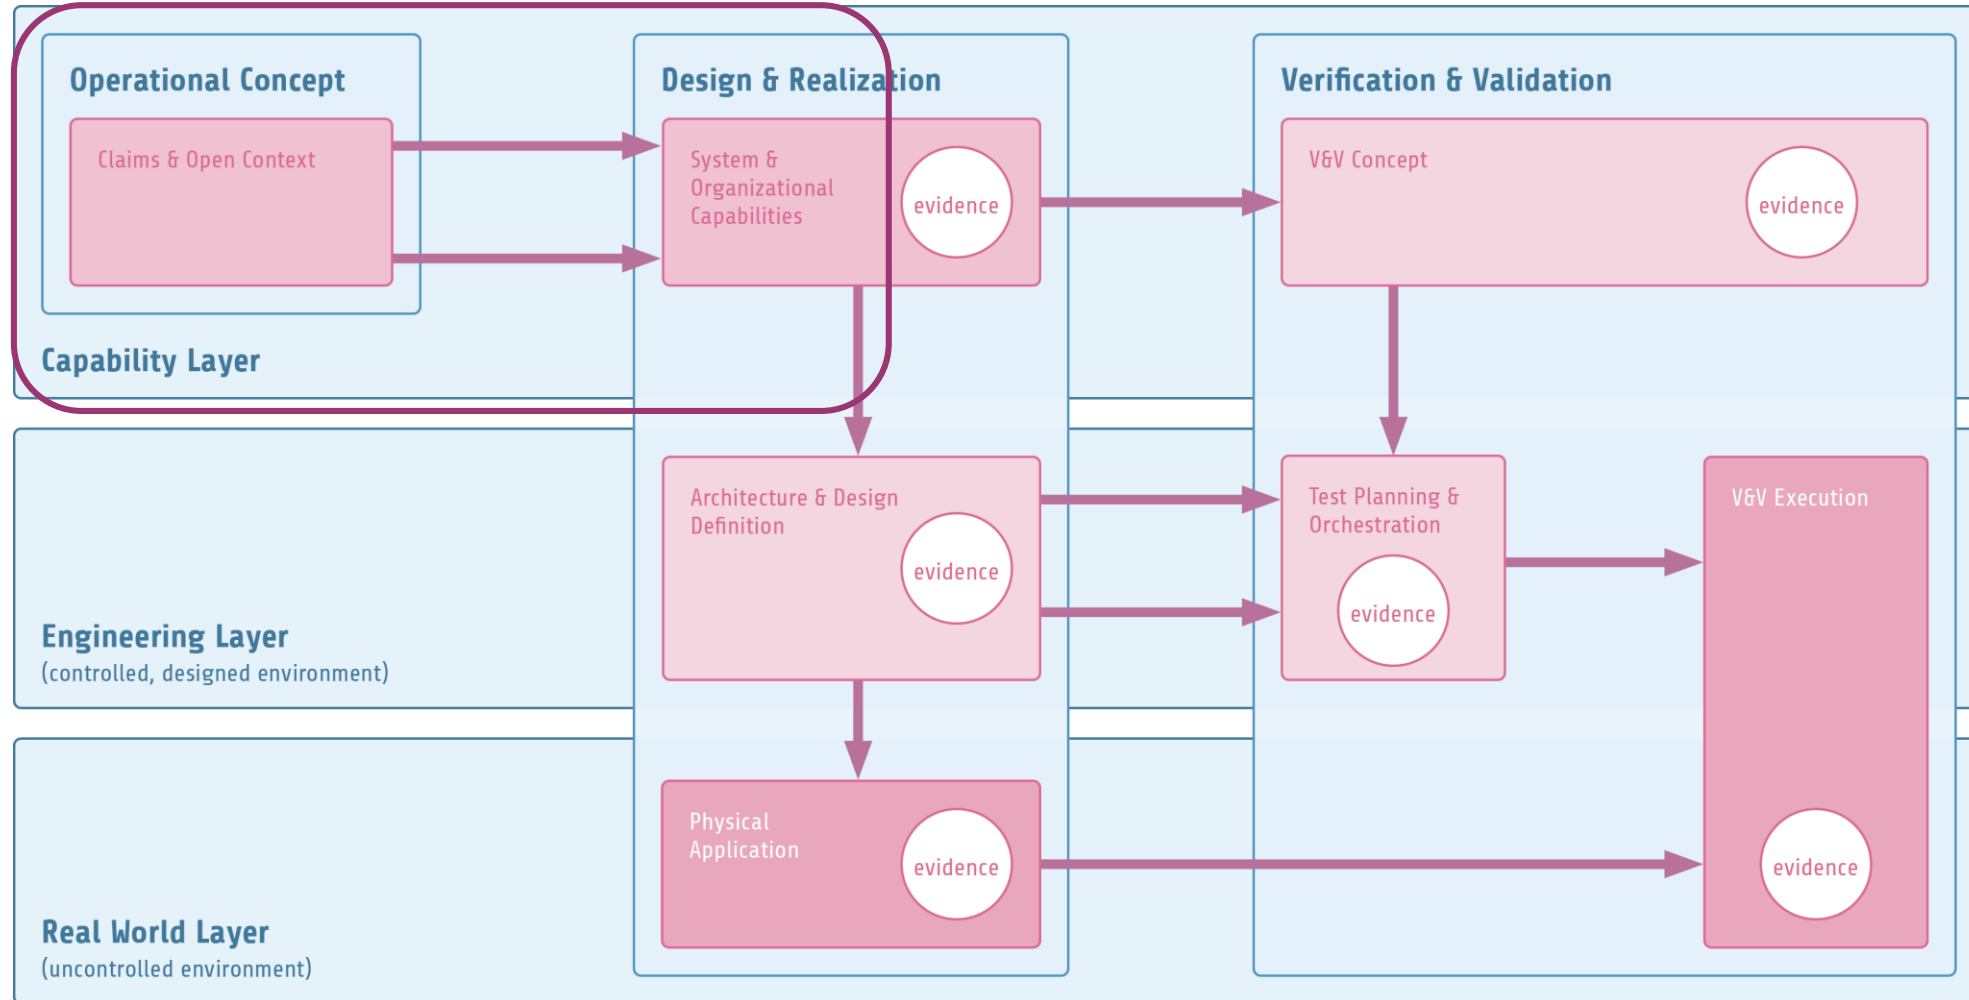 Operational Concept
Design & Realization
Verification & Validation
Claims & Open Context
System &
Organizational
Capabilities
evidence
V&V Concept
evidence
Capability Layer
Architecture & Design
Definition
evidence
Test Planning &
Orchestration
evidence
V&V Execution
Engineering Layer
(controlled, designed environment)
Physical
Application
evidence
evidence
Real World Layer
(uncontrolled environment)